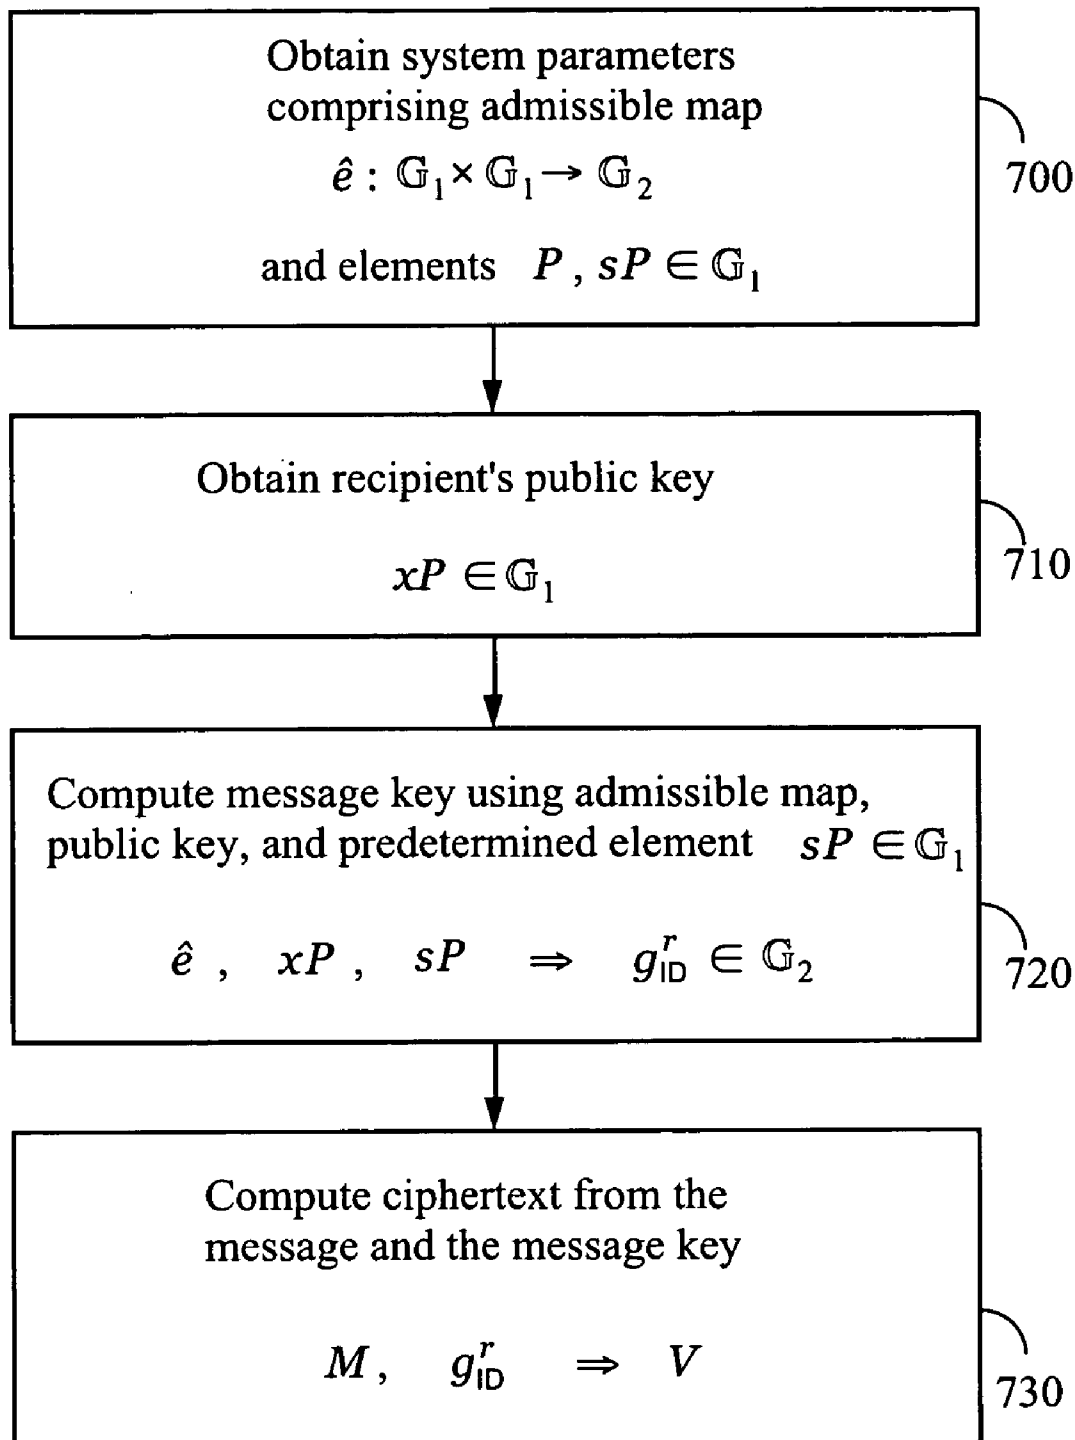 Obtain system parameters
comprising admissible map
ê : 𝔾₁ × 𝔾₁ → 𝔾₂
700
and elements P , sP ∈ 𝔾₁
Obtain recipient's public key
710
xP ∈ 𝔾₁
Compute message key using admissible map,
public key, and predetermined element sP ∈ 𝔾₁
ê , xP , sP ⇒ g_ID^r ∈ 𝔾₂
720
Compute ciphertext from the
message and the message key
M , g_ID^r ⇒ V
730